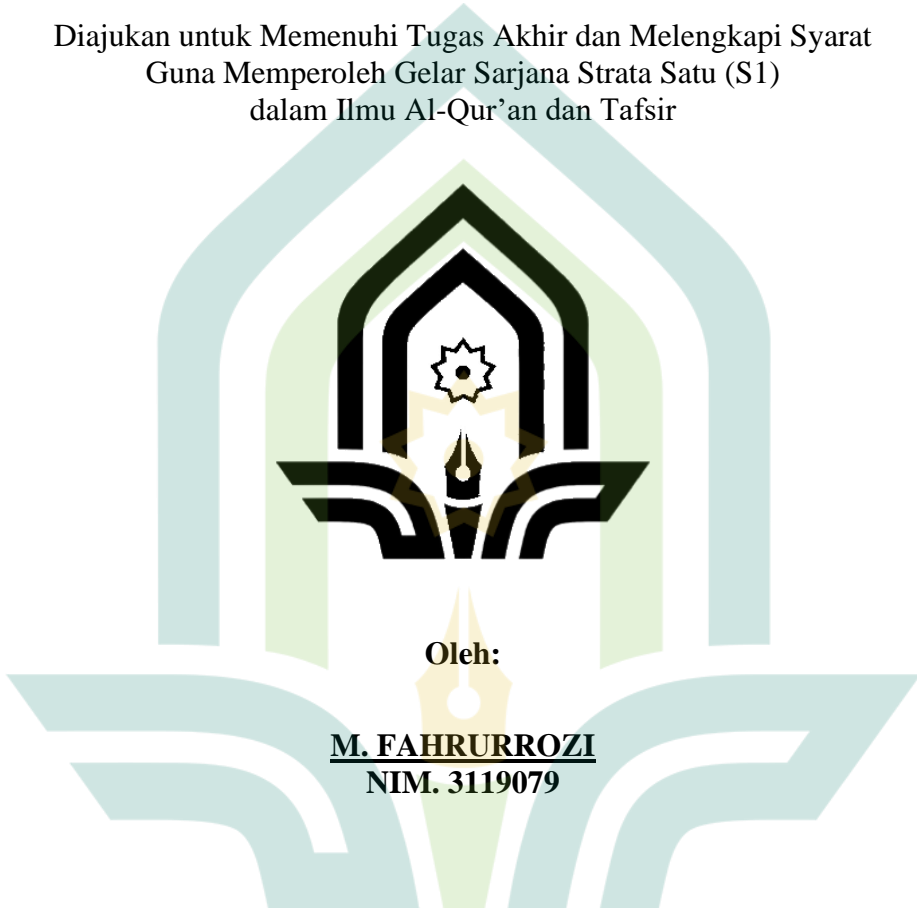 Diajukan untuk Memenuhi Tugas Akhir dan Melengkapi Syarat
Guna Memperoleh Gelar Sarjana Strata Satu (S1)
dalam Ilmu Al-Qur’an dan Tafsir
Oleh:
M. FAHRURROZI
NIM. 3119079